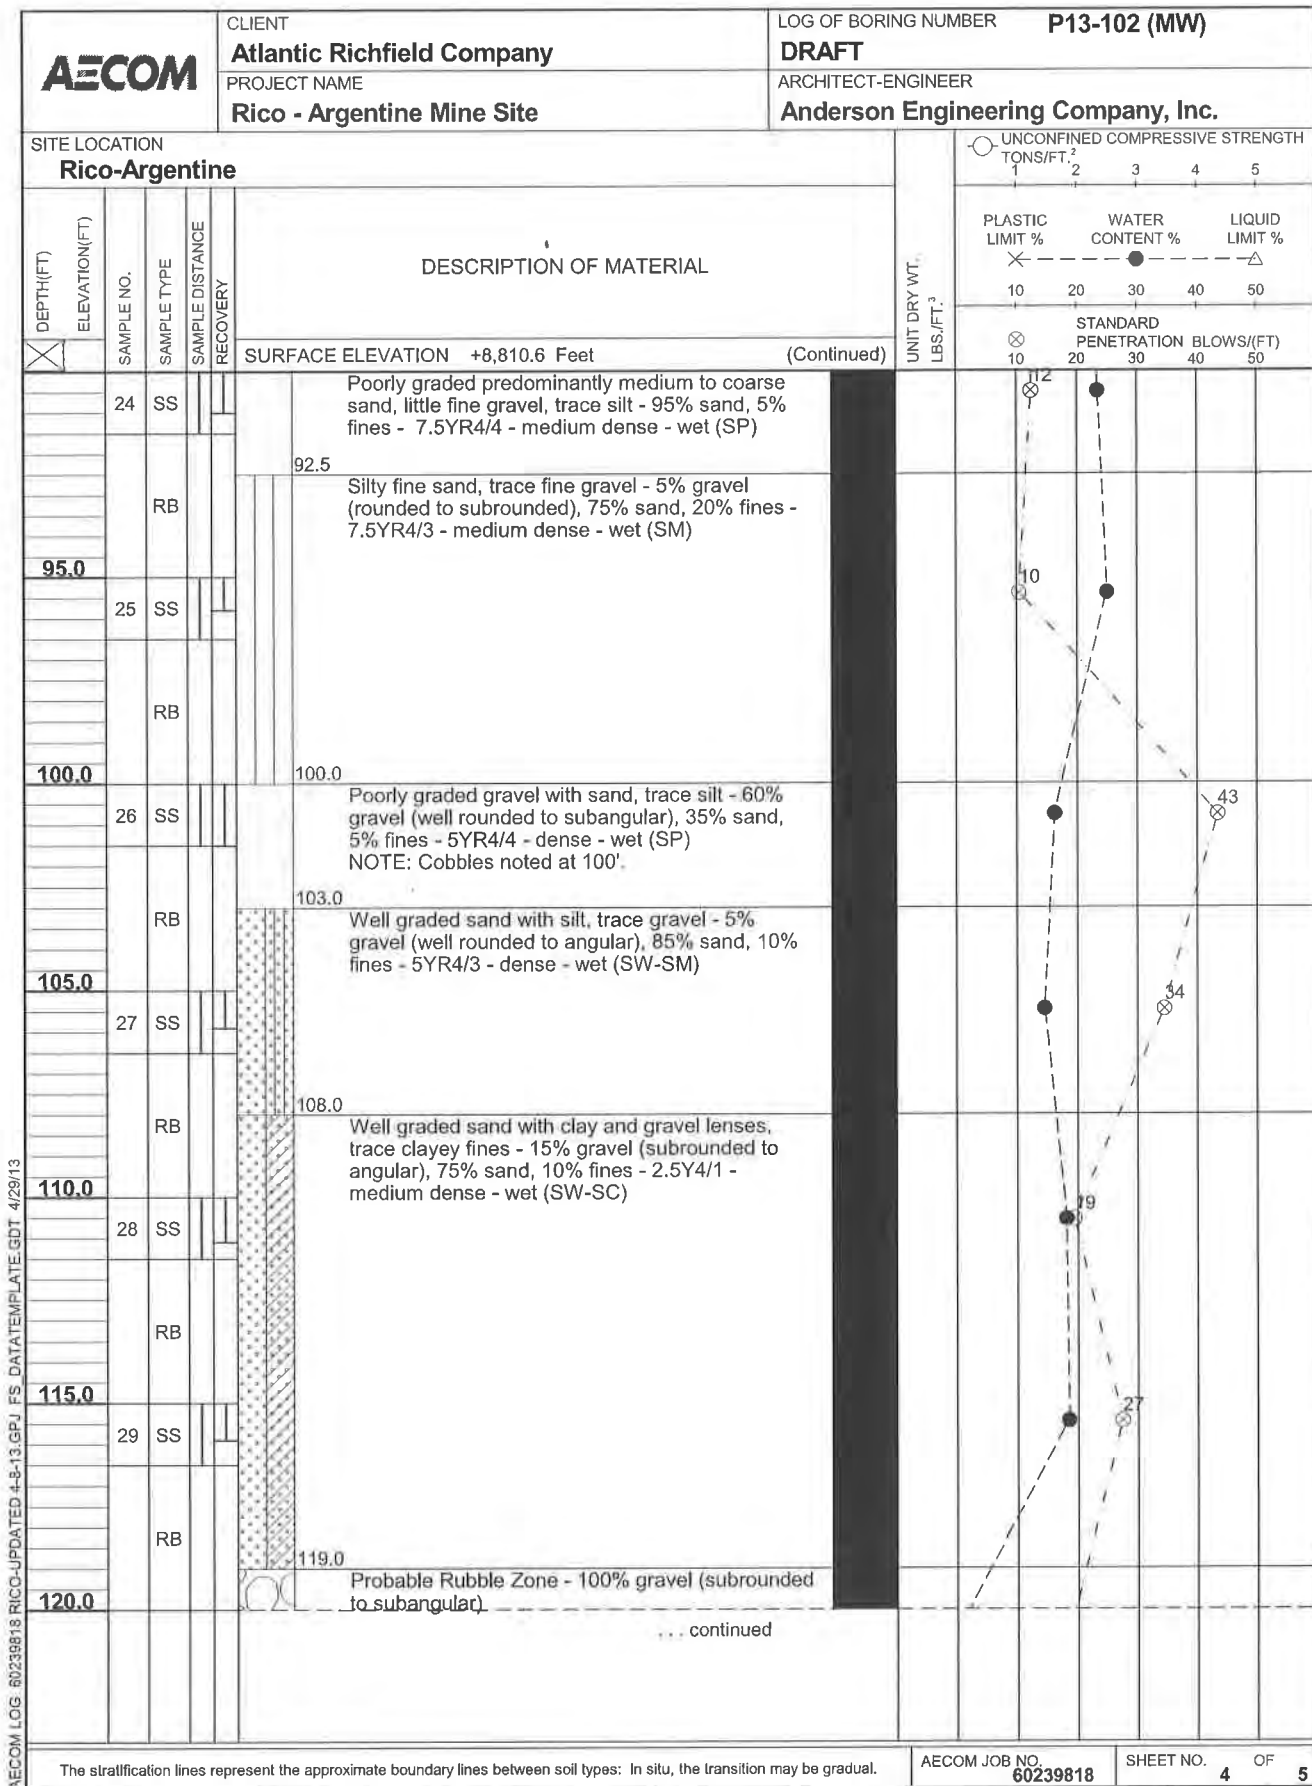 AECOM
CLIENT
Atlantic Richfield Company
PROJECT NAME
Rico - Argentine Mine Site
LOG OF BORING NUMBER P13-102 (MW)
DRAFT
ARCHITECT-ENGINEER
Anderson Engineering Company, Inc.
SITE LOCATION
Rico-Argentine
UNCONFINED COMPRESSIVE STRENGTH
TONS/FT.²
1 2 3 4 5
PLASTIC WATER LIQUID
LIMIT % CONTENT % LIMIT %
10 20 30 40 50
STANDARD
PENETRATION BLOWS/(FT)
10 20 30 40 50
DEPTH(FT)
ELEVATION(FT)
SAMPLE NO.
SAMPLE TYPE
SAMPLE DISTANCE
RECOVERY
DESCRIPTION OF MATERIAL
SURFACE ELEVATION +8,810.6 Feet (Continued)
UNIT DRY WT.
LBS./FT.³
24 SS
Poorly graded predominantly medium to coarse
sand, little fine gravel, trace silt - 95% sand, 5%
fines - 7.5YR4/4 - medium dense - wet (SP)
12
92.5
RB
Silty fine sand, trace fine gravel - 5% gravel
(rounded to subrounded), 75% sand, 20% fines -
7.5YR4/3 - medium dense - wet (SM)
95.0
25 SS
10
RB
100.0
100.0
26 SS
Poorly graded gravel with sand, trace silt - 60%
gravel (well rounded to subangular), 35% sand,
5% fines - 5YR4/4 - dense - wet (SP)
NOTE: Cobbles noted at 100'.
43
103.0
RB
Well graded sand with silt, trace gravel - 5%
gravel (well rounded to angular), 85% sand, 10%
fines - 5YR4/3 - dense - wet (SW-SM)
105.0
27 SS
34
108.0
RB
Well graded sand with clay and gravel lenses,
trace clayey fines - 15% gravel (subrounded to
angular), 75% sand, 10% fines - 2.5Y4/1 -
medium dense - wet (SW-SC)
110.0
28 SS
19
RB
115.0
29 SS
27
RB
119.0
Probable Rubble Zone - 100% gravel (subrounded
to subangular)
120.0
... continued
AECOM LOG 60239818 RICO-UPDATED 4-8-13.GPJ FS_DATATEMPLATE.GDT 4/29/13
The stratification lines represent the approximate boundary lines between soil types: In situ, the transition may be gradual.
AECOM JOB NO.
60239818
SHEET NO. OF
4 5